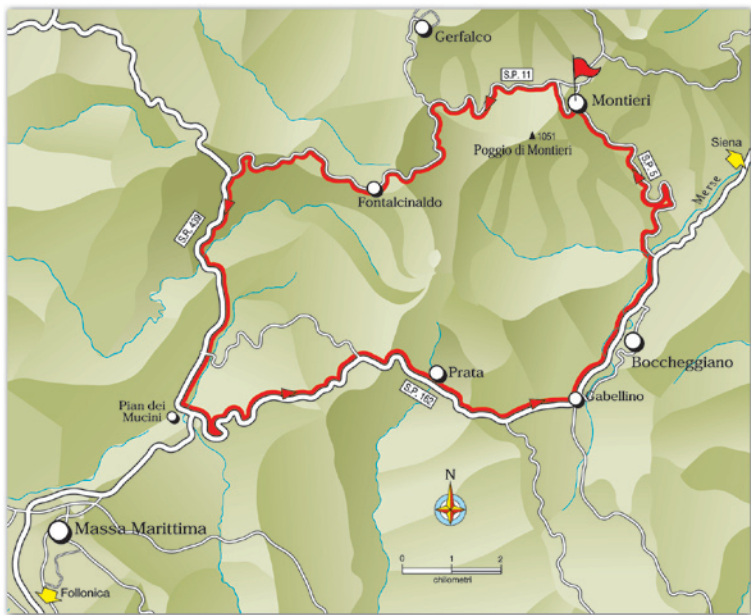 Gerfalco
S.P. 11
Montieri
1051
Poggio di Montieri
Siena
S.P. 5
Merse
Fontalcinaldo
S.R. 439
Prata
Boccheggiano
S.P. 162
Gabellino
Pian dei
Mucini
N
Massa Marittima
0 1 2
chilometri
Follonica